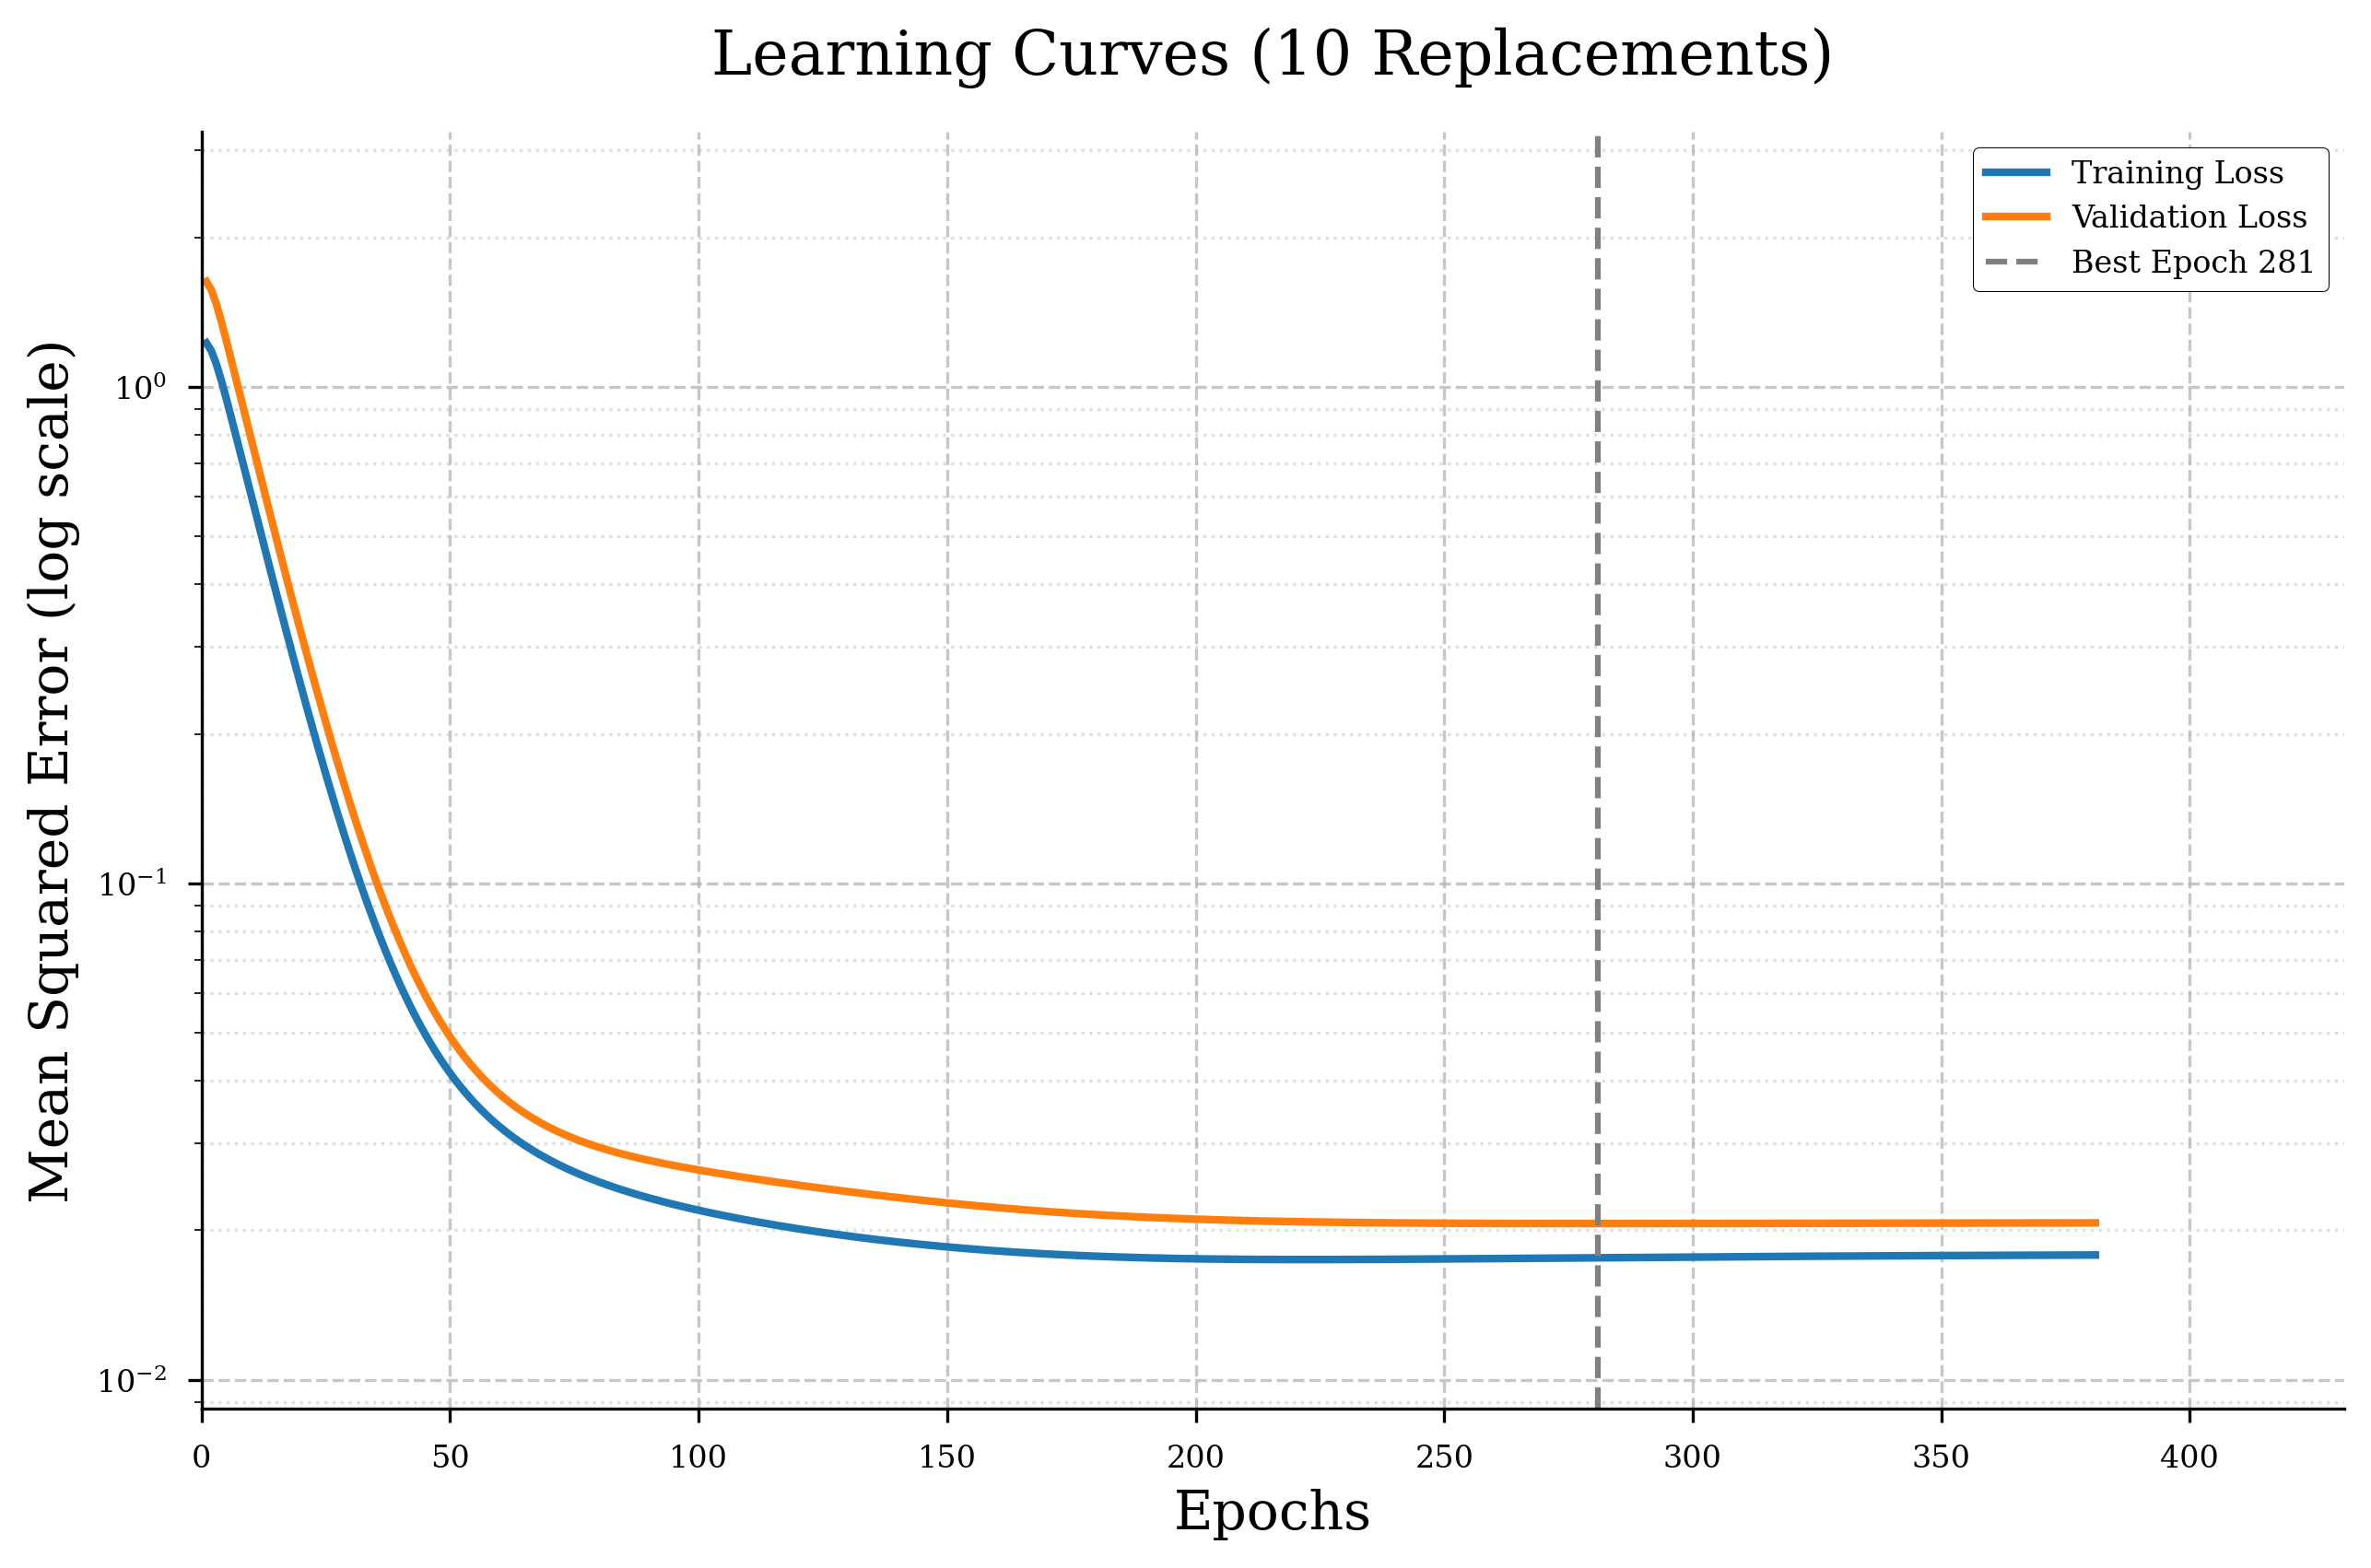 Learning Curves (10 Replacements)
Training Loss
Validation Loss
Best Epoch 281
Mean Squared Error (log scale)
10⁰
10⁻¹
10⁻²
0 50 100 150 200 250 300 350 400
Epochs